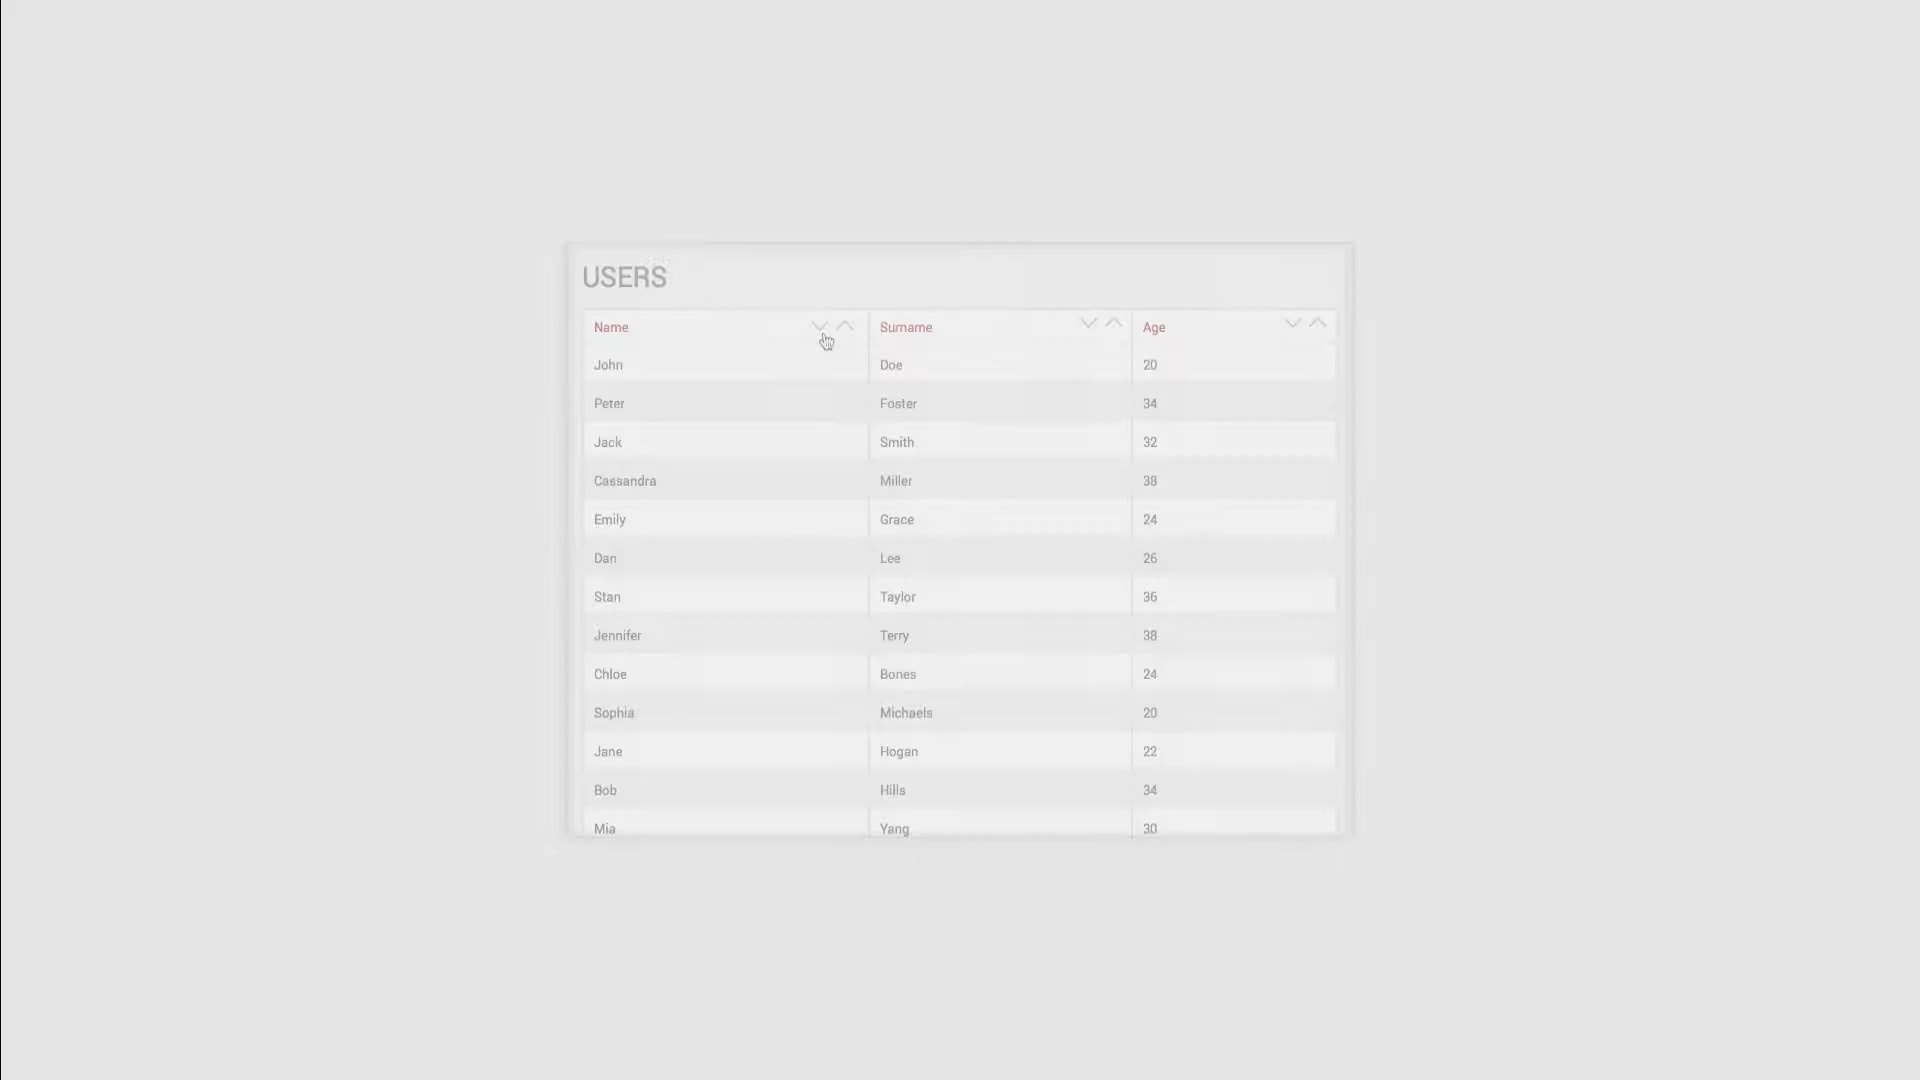 USERS
Name Surname Age
John Doe 20
Peter Foster 34
Jack Smith 32
Cassandra Miller 38
Emily Grace 24
Dan Lee 26
Stan Taylor 36
Jennifer Terry 38
Chloe Bones 24
Sophia Michaels 20
Jane Hogan 22
Bob Hills 34
Mia Yang 30